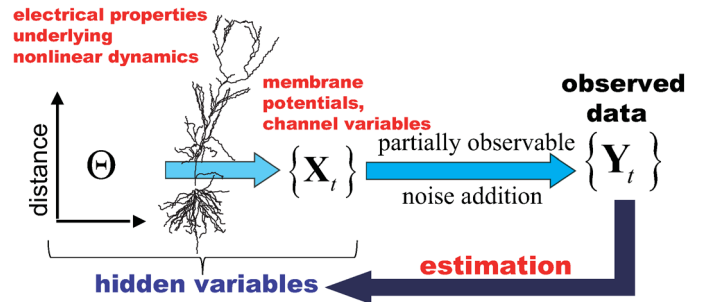 electrical properties
underlying
nonlinear dynamics
membrane
potentials,
channel variables
observed
data
distance
Θ
{X_t}
partially observable
noise addition
{Y_t}
estimation
hidden variables